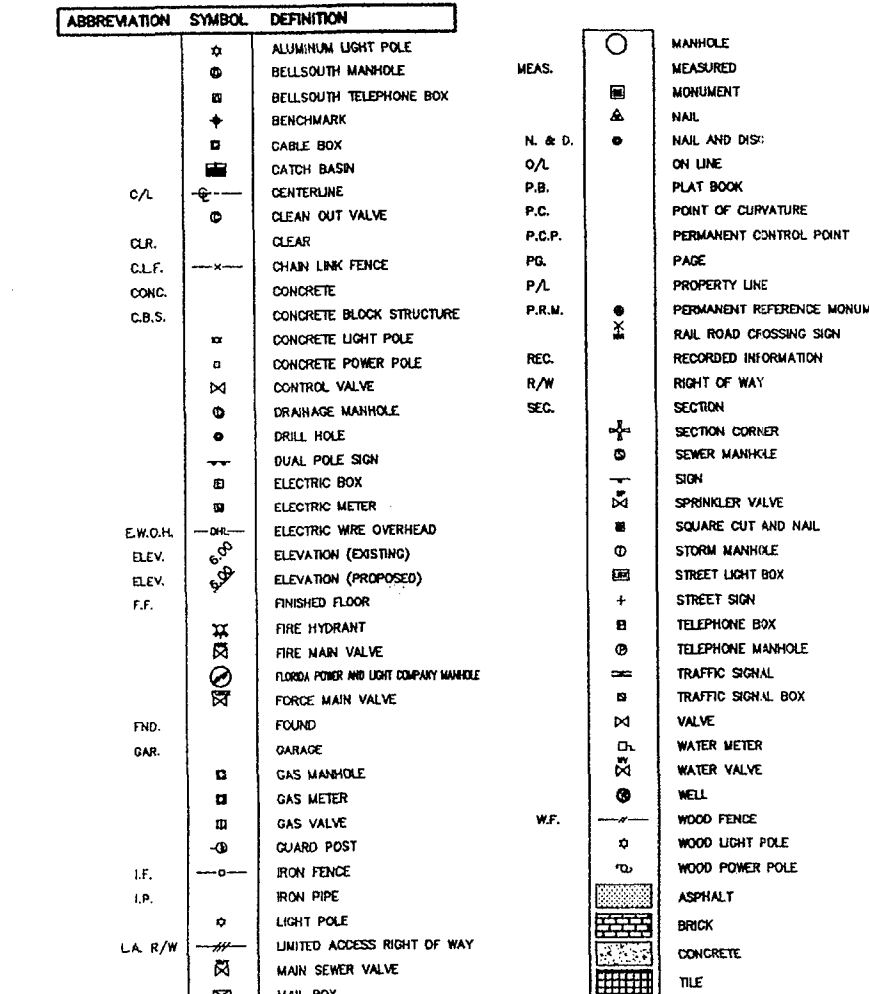 ABBREVIATION SYMBOL DEFINITION
ALUMINUM LIGHT POLE
BELLSOUTH MANHOLE
BELLSOUTH TELEPHONE BOX
BENCHMARK
CABLE BOX
CATCH BASIN
C/L CENTERLINE
CLEAN OUT VALVE
CLR. CLEAR
C.L.F. —x— CHAIN LINK FENCE
CONC. CONCRETE
C.B.S. CONCRETE BLOCK STRUCTURE
CONCRETE LIGHT POLE
CONCRETE POWER POLE
CONTROL VALVE
DRAINAGE MANHOLE
DRILL HOLE
DUAL POLE SIGN
ELECTRIC BOX
ELECTRIC METER
E.W.O.H. —OHL— ELECTRIC WIRE OVERHEAD
ELEV. 6.00 ELEVATION (EXISTING)
ELEV. 6.00 ELEVATION (PROPOSED)
F.F. FINISHED FLOOR
FIRE HYDRANT
FIRE MAIN VALVE
FLORIDA POWER AND LIGHT COMPANY MANHOLE
FORCE MAIN VALVE
FND. FOUND
GAR. GARAGE
GAS MANHOLE
GAS METER
GAS VALVE
GUARD POST
I.F. IRON FENCE
I.P. IRON PIPE
LIGHT POLE
L.A. R/W LIMITED ACCESS RIGHT OF WAY
MAIN SEWER VALVE
MAIL BOX
MANHOLE
MEAS. MEASURED
MONUMENT
NAIL
N. & D. NAIL AND DISC
O/L ON LINE
P.B. PLAT BOOK
P.C. POINT OF CURVATURE
P.C.P. PERMANENT CONTROL POINT
PG. PAGE
P/L PROPERTY LINE
P.R.M. PERMANENT REFERENCE MONUM
RAIL ROAD CROSSING SIGN
REC. RECORDED INFORMATION
R/W RIGHT OF WAY
SEC. SECTION
SECTION CORNER
SEWER MANHOLE
SIGN
SPRINKLER VALVE
SQUARE CUT AND NAIL
STORM MANHOLE
STREET LIGHT BOX
STREET SIGN
TELEPHONE BOX
TELEPHONE MANHOLE
TRAFFIC SIGNAL
TRAFFIC SIGNAL BOX
VALVE
WATER METER
WV WATER VALVE
WELL
W.F. WOOD FENCE
WOOD LIGHT POLE
WOOD POWER POLE
ASPHALT
BRICK
CONCRETE
TILE